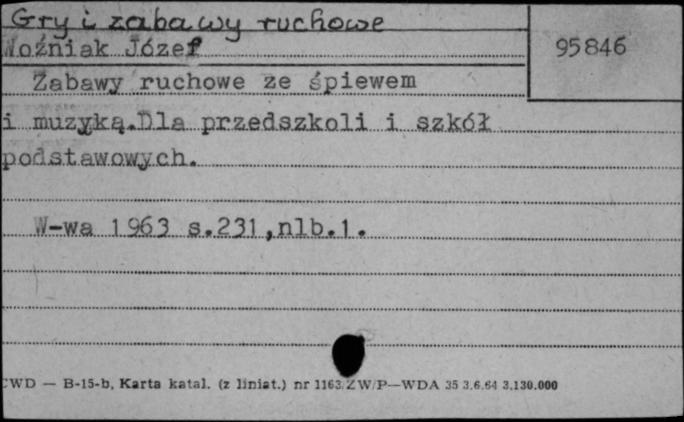 Gry i zabawy ruchowe
95846
Woźniak Józef
Zabawy ruchowe ze śpiewem
i muzyką.Dla przedszkoli i szkół
podstawowych.
W-wa 1963 s.231,nlb.1.
CWD — B-15-b, Karta katal. (z liniat.) nr 1163/ZW/P—WDA 35 3.6.64 3.130.000